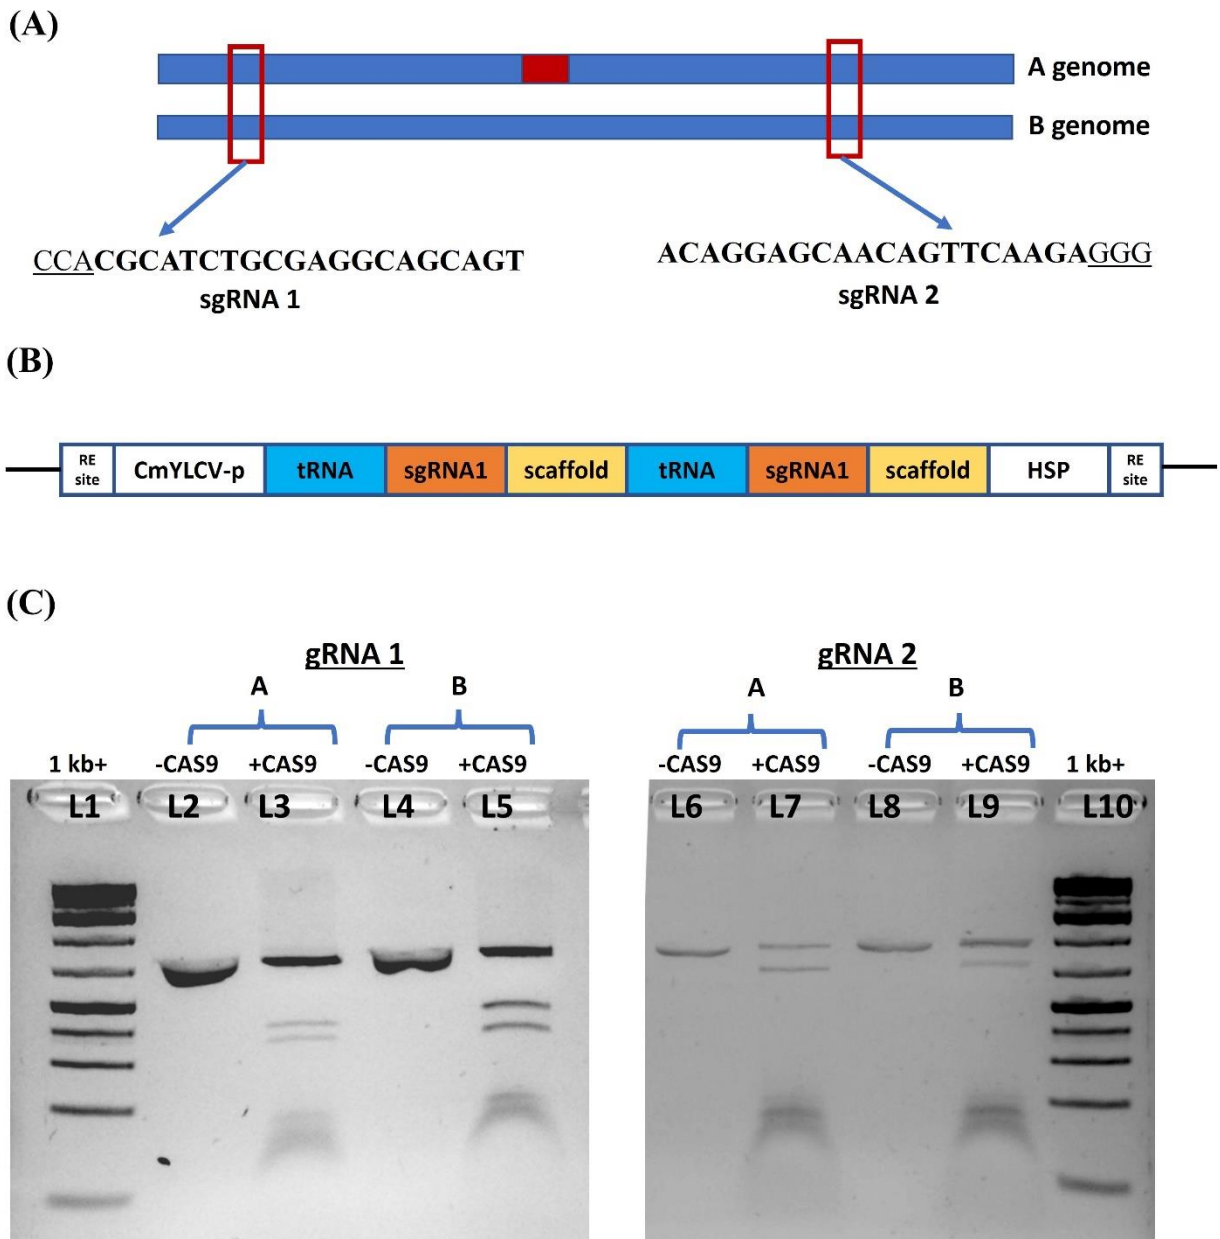 (A)
A genome
B genome
CCACGCATCTGCGAGGCAGCAGT
sgRNA 1
ACAGGAGCAACAGTTCAAGAGGG
sgRNA 2
(B)
RE site
CmYLCV-p
tRNA
sgRNA1
scaffold
tRNA
sgRNA1
scaffold
HSP
RE site
(C)
gRNA 1
A
B
1 kb+
-CAS9
+CAS9
-CAS9
+CAS9
L1
L2
L3
L4
L5
gRNA 2
A
B
-CAS9
+CAS9
-CAS9
+CAS9
1 kb+
L6
L7
L8
L9
L10